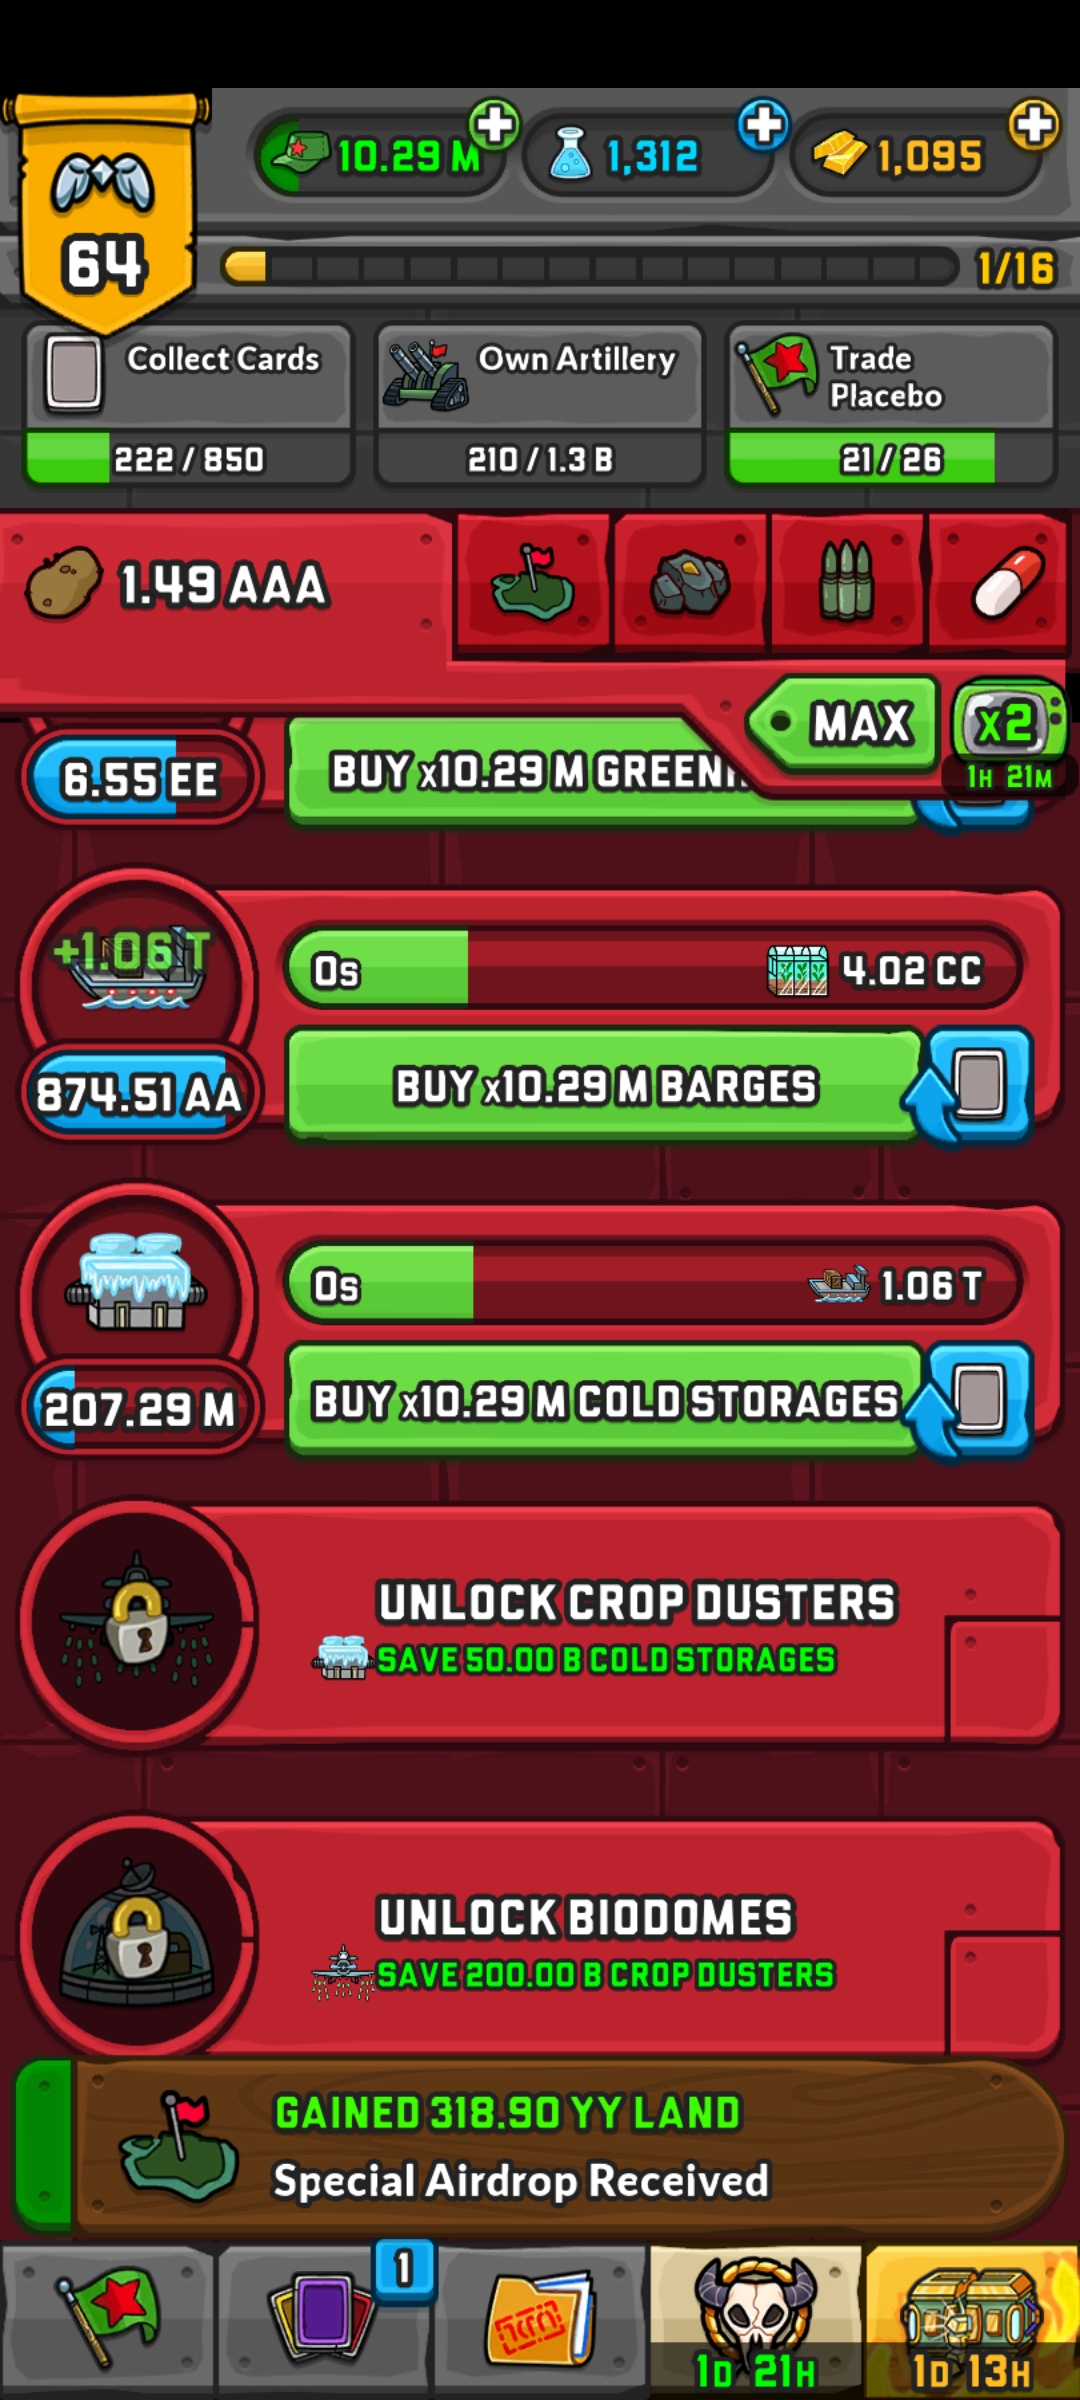 10.29 M
1,312
1,095
64
1/16
Collect Cards
222 / 850
Own Artillery
210 / 1.3 B
Trade
Placebo
21 / 26
1.49 AAA
MAX
x2
1H 21M
6.55 EE
BUY x10.29 M
+1.06 T
0s
4.02 CC
874.51 AA
BUY x10.29 M BARGES
0s
1.06 T
207.29 M
BUY x10.29 M COLD STORAGES
UNLOCK CROP DUSTERS
SAVE 50.00 B COLD STORAGES
UNLOCK BIODOMES
SAVE 200.00 B CROP DUSTERS
GAINED 318.90 YY LAND
Special Airdrop Received
1
1D 21H
1D 13H